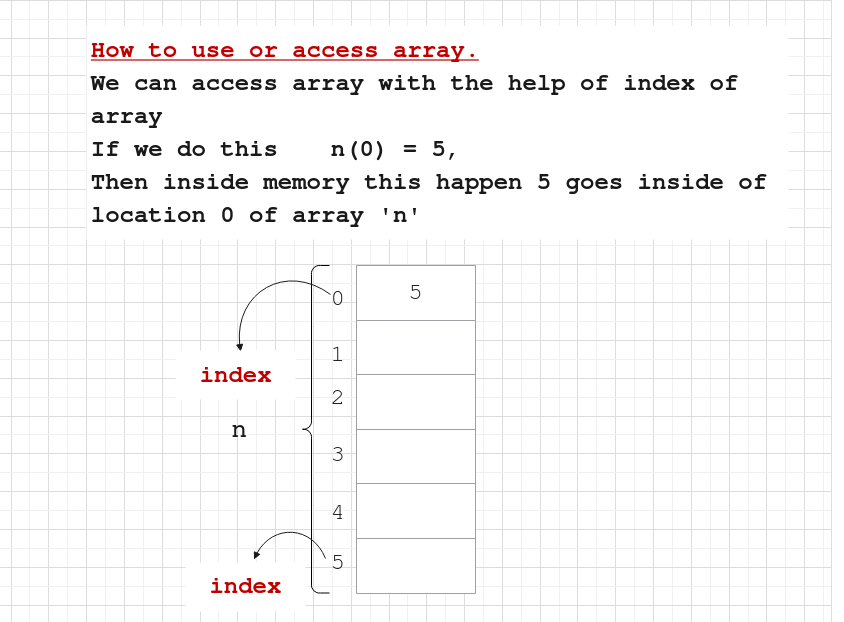 How to use or access array.
We can access array with the help of index of
array
If we do this    n(0) = 5,
Then inside memory this happen 5 goes inside of
location 0 of array 'n'
0
5
1
index
2
n
3
4
5
index